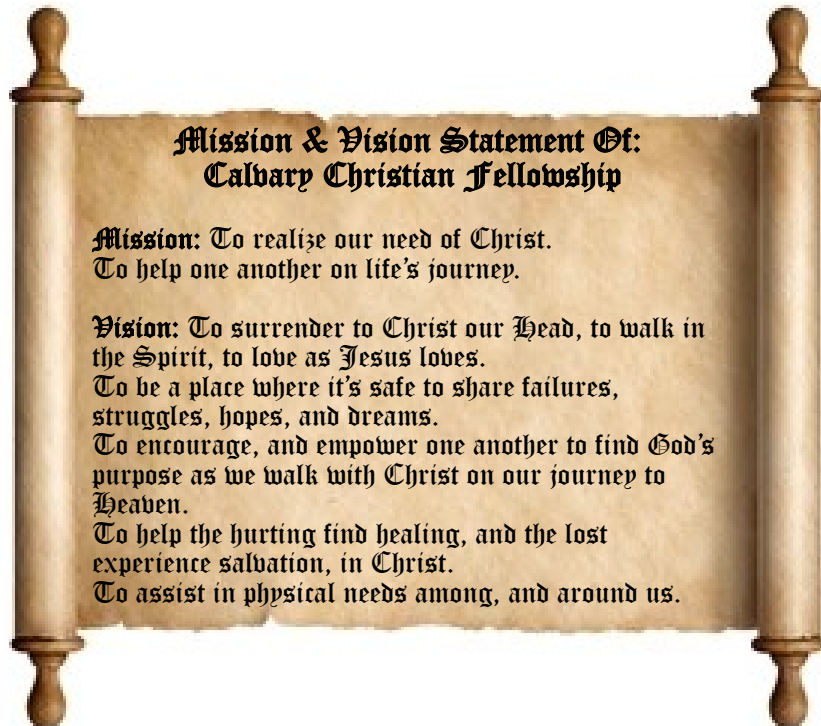 Mission & Vision Statement Of:
Calvary Christian Fellowship
Mission: To realize our need of Christ.
To help one another on life's journey.
Vision: To surrender to Christ our Head, to walk in
the Spirit, to love as Jesus loves.
To be a place where it's safe to share failures,
struggles, hopes, and dreams.
To encourage, and empower one another to find God's
purpose as we walk with Christ on our journey to
Heaven.
To help the hurting find healing, and the lost
experience salvation, in Christ.
To assist in physical needs among, and around us.